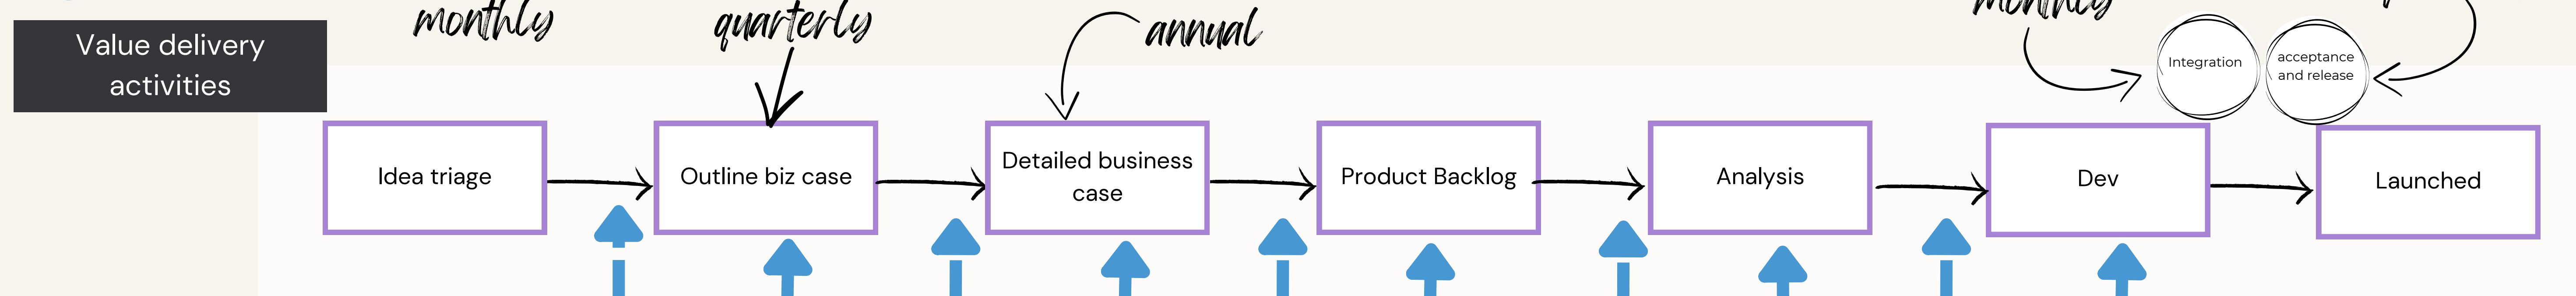 monthly
quarterly
annual
monthly
Value delivery
activities
Integration
acceptance
and release
Idea triage
Outline biz case
Detailed business
case
Product Backlog
Analysis
Dev
Launched